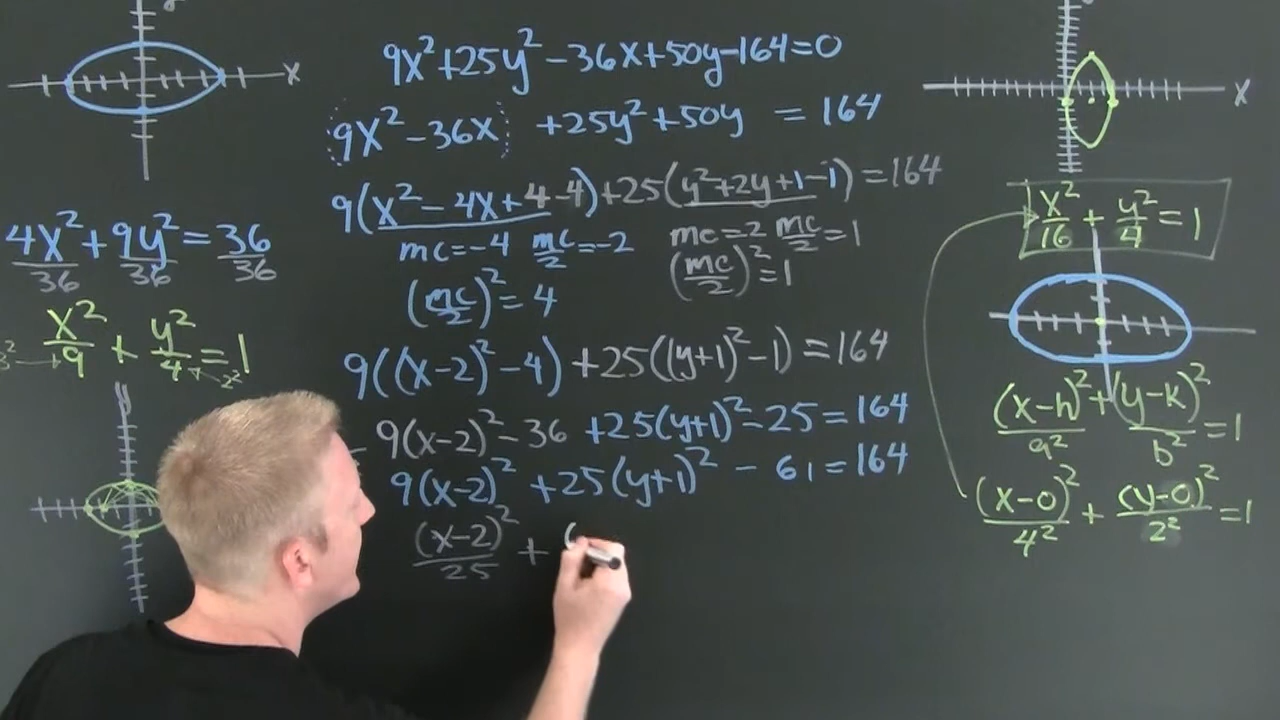 x
4x²+9y²=36
36 36 36
x²/9 + y²/4 = 1
9x²+25y²-36x+50y-164=0
9x²-36x +25y²+50y = 164
9(x²-4x+4-4)+25(y²+2y+1-1)=164
mc=-4 mc/2=-2 mc=2 mc/2=1
(mc/2)²=4 (mc/2)²=1
9((x-2)²-4)+25((y+1)²-1)=164
9(x-2)²-36+25(y+1)²-25=164
9(x-2)²+25(y+1)²-61=164
(x-2)²/25 + (
x
x²/16 + y²/4 = 1
(x-h)²/a² + (y-k)²/b² = 1
(x-0)²/4² + (y-0)²/2² = 1